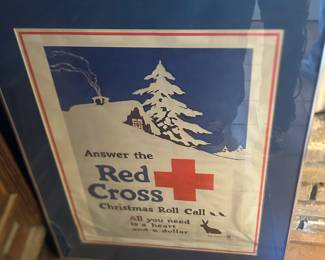 Answer the
Red
Cross
Christmas Roll Call
All you need
is a heart
and a dollar